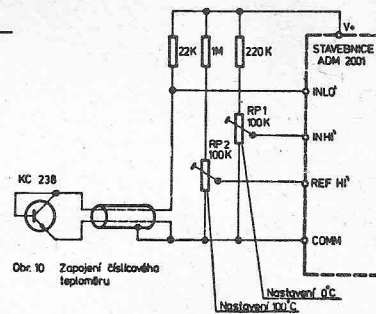 V+
STAVEBNICE
ADM 2001
22K
1M
220K
INLO
RP1
100K
INHI
RP2
100K
REF HI
KC 238
COMM
Obr. 10 Zapojení číslicového
teploměru
Nastavení 0°C
Nastavení 100°C